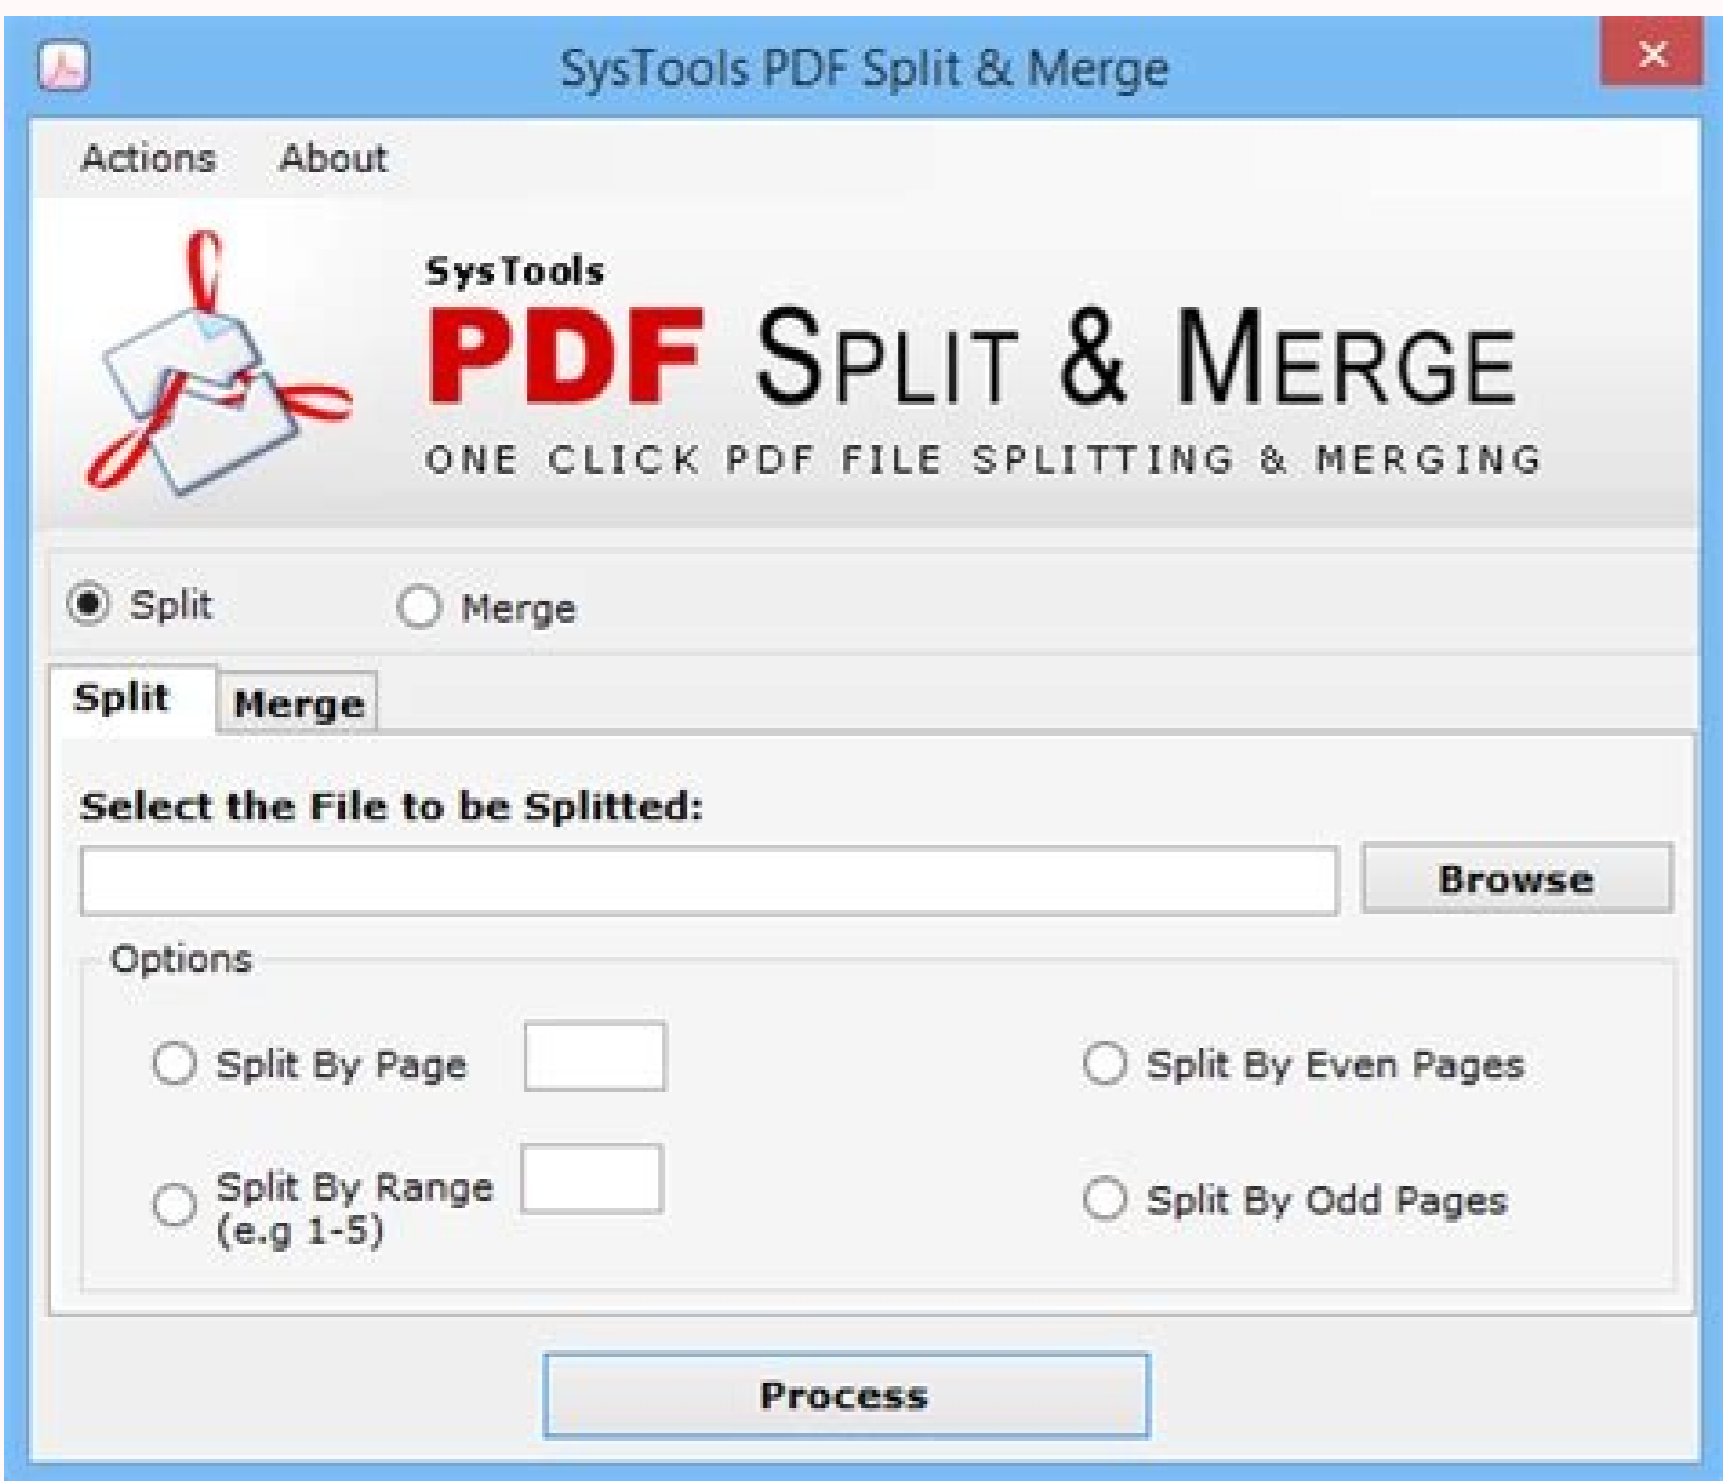 SysTools PDF Split & Merge
x
Actions About
SysTools
PDF SPLIT & MERGE
ONE CLICK PDF FILE SPLITTING & MERGING
Split Merge
Split Merge
Select the File to be Splitted:
Browse
Options
Split By Page
Split By Even Pages
Split By Range
(e.g 1-5)
Split By Odd Pages
Process